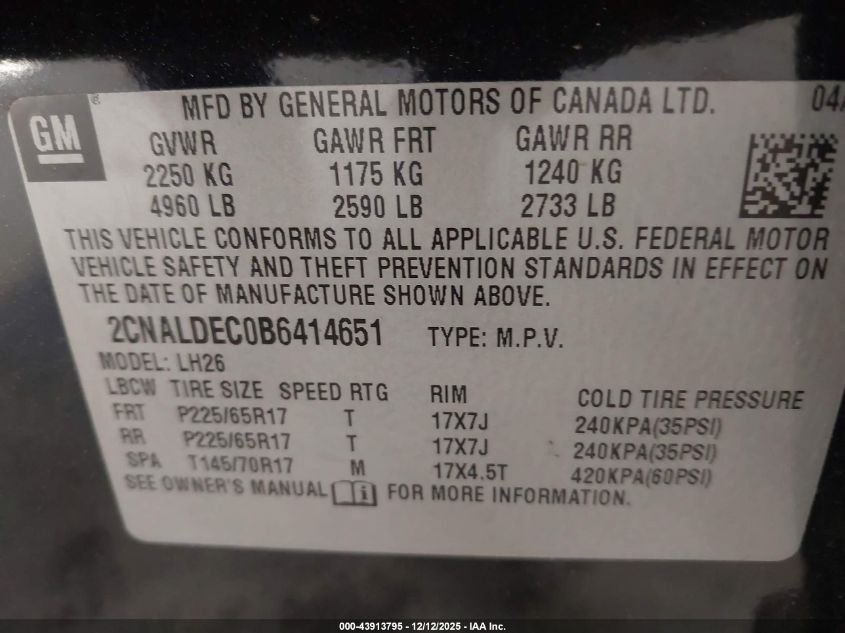 GM
®
MFD BY GENERAL MOTORS OF CANADA LTD. 04/
GVWR GAWR FRT GAWR RR
2250 KG 1175 KG 1240 KG
4960 LB 2590 LB 2733 LB
THIS VEHICLE CONFORMS TO ALL APPLICABLE U.S. FEDERAL MOTOR
VEHICLE SAFETY AND THEFT PREVENTION STANDARDS IN EFFECT ON
THE DATE OF MANUFACTURE SHOWN ABOVE.
2CNALDEC0B6414651 TYPE: M.P.V.
MODEL: LH26
LBCW TIRE SIZE SPEED RTG RIM COLD TIRE PRESSURE
FRT P225/65R17 T 17X7J 240KPA(35PSI)
RR P225/65R17 T 17X7J 240KPA(35PSI)
SPA T145/70R17 M 17X4.5T 420KPA(60PSI)
SEE OWNER'S MANUAL i FOR MORE INFORMATION.
000-43913795 - 12/12/2025 - IAA Inc.